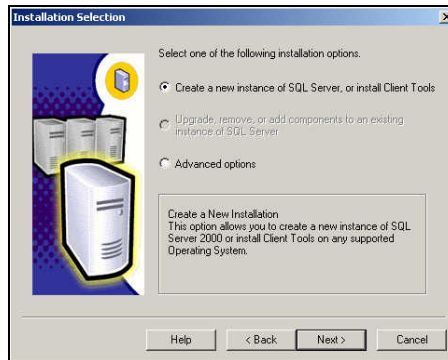 Installation Selection
Select one of the following installation options.
Create a new instance of SQL Server, or install Client Tools
Upgrade, remove, or add components to an existing
instance of SQL Server
Advanced options
Create a New Installation
This option allows you to create a new instance of SQL
Server 2000 or install Client Tools on any supported
Operating System.
Help
< Back
Next >
Cancel